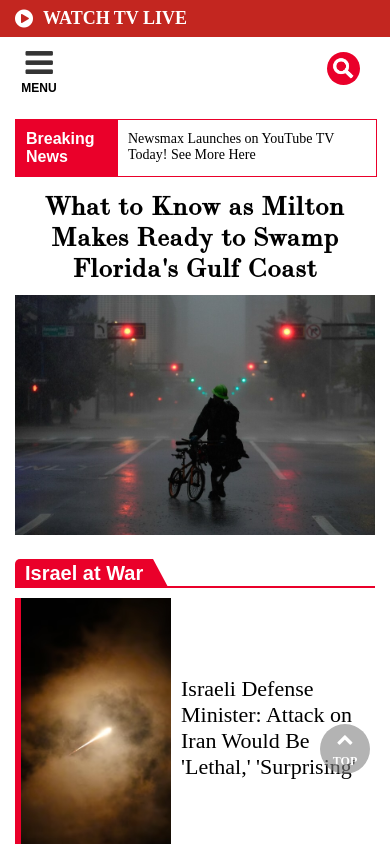 WATCH TV LIVE
MENU
Breaking
News
Newsmax Launches on YouTube TV
Today! See More Here
What to Know as Milton
Makes Ready to Swamp
Florida's Gulf Coast
Israel at War
Israeli Defense
Minister: Attack on
Iran Would Be
'Lethal,' 'Surprising'
TOP